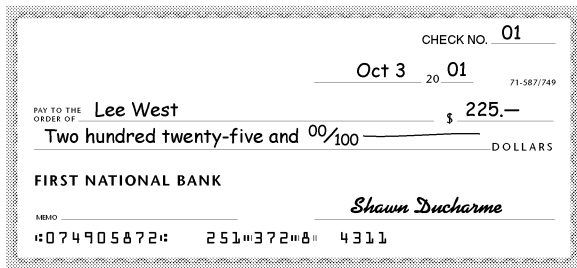 CHECK NO. 01
Oct 3 20 01
71-587/749
PAY TO THE ORDER OF Lee West $ 225.—
Two hundred twenty-five and 00/100 DOLLARS
FIRST NATIONAL BANK
MEMO Shawn Ducharme
⑆074905872⑆ 251⑈372⑈8⑈ 4311